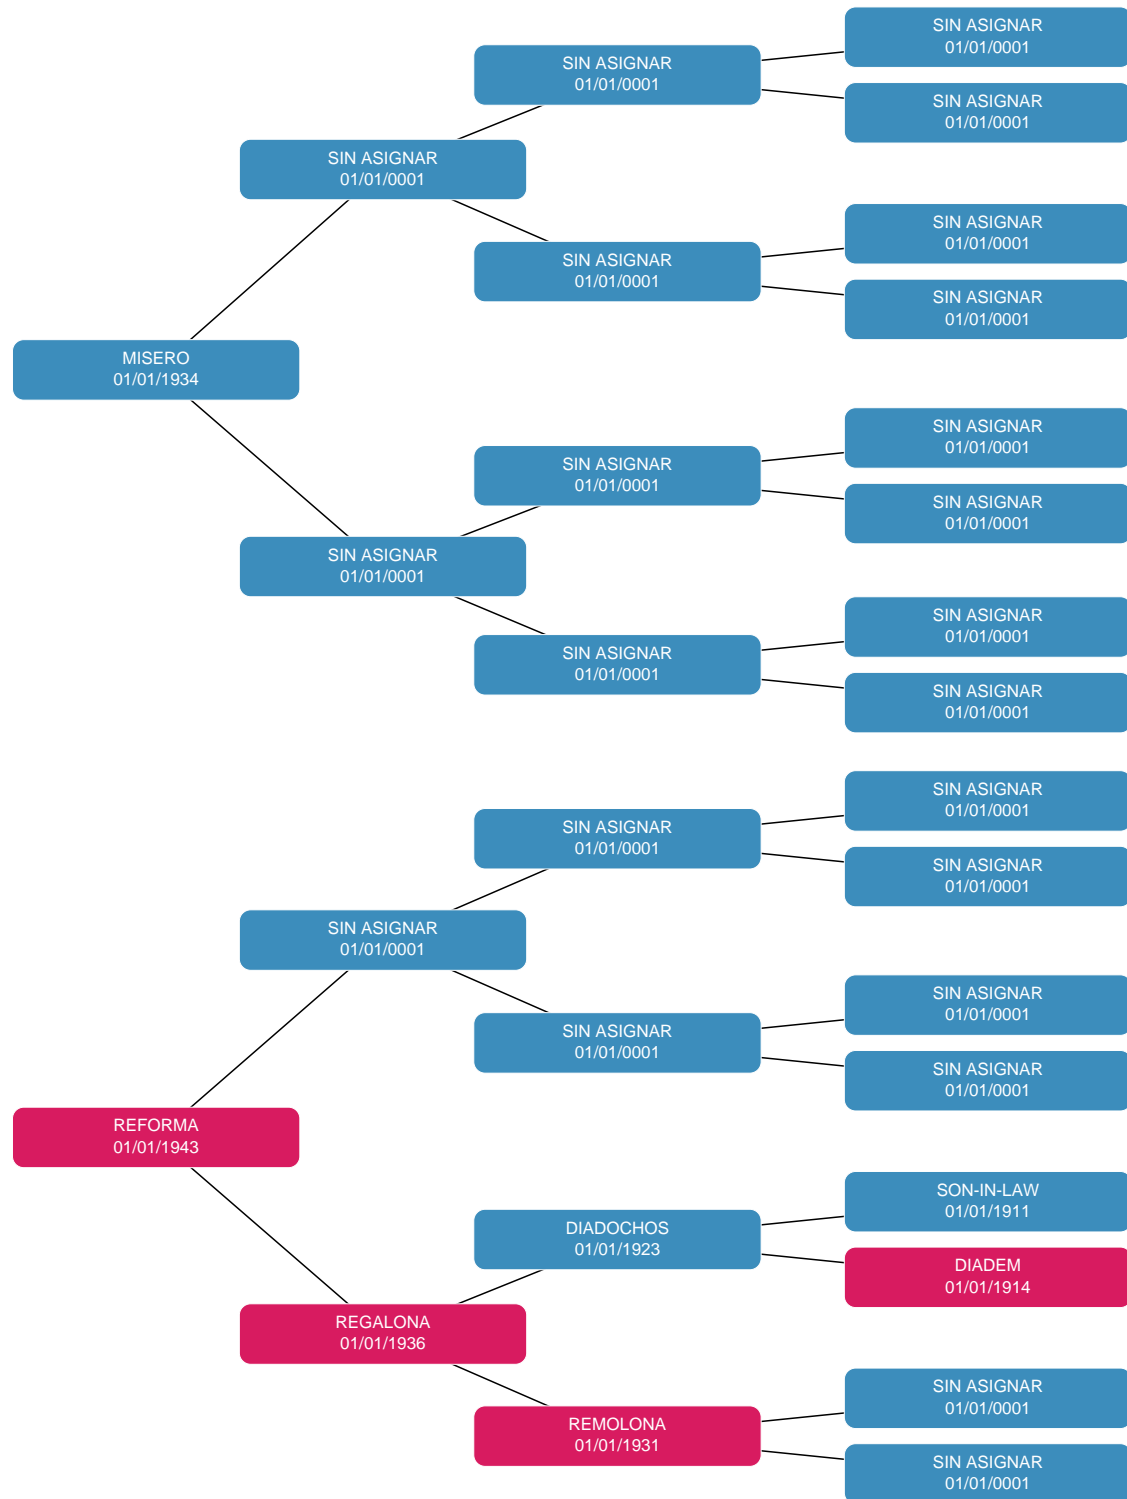 SIN ASIGNAR
01/01/0001
SIN ASIGNAR
01/01/0001
SIN ASIGNAR
01/01/0001
SIN ASIGNAR
01/01/0001
SIN ASIGNAR
01/01/0001
SIN ASIGNAR
01/01/0001
SIN ASIGNAR
01/01/0001
MISERO
01/01/1934
SIN ASIGNAR
01/01/0001
SIN ASIGNAR
01/01/0001
SIN ASIGNAR
01/01/0001
SIN ASIGNAR
01/01/0001
SIN ASIGNAR
01/01/0001
SIN ASIGNAR
01/01/0001
SIN ASIGNAR
01/01/0001
SIN ASIGNAR
01/01/0001
SIN ASIGNAR
01/01/0001
SIN ASIGNAR
01/01/0001
SIN ASIGNAR
01/01/0001
SIN ASIGNAR
01/01/0001
SIN ASIGNAR
01/01/0001
SIN ASIGNAR
01/01/0001
REFORMA
01/01/1943
SON-IN-LAW
01/01/1911
DIADOCHOS
01/01/1923
DIADEM
01/01/1914
REGALONA
01/01/1936
SIN ASIGNAR
01/01/0001
REMOLONA
01/01/1931
SIN ASIGNAR
01/01/0001